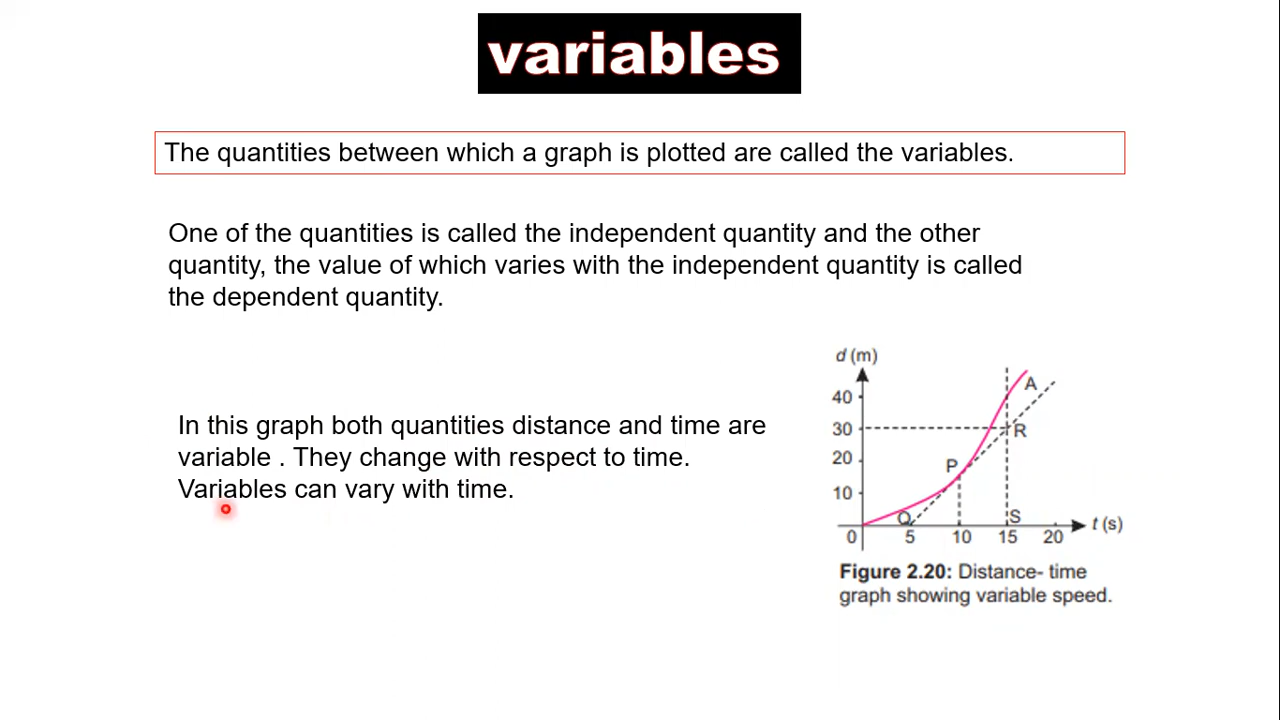 variables
The quantities between which a graph is plotted are called the variables.
One of the quantities is called the independent quantity and the other
quantity, the value of which varies with the independent quantity is called
the dependent quantity.
In this graph both quantities distance and time are
variable . They change with respect to time.
Variables can vary with time.
d (m)
40
30
20
10
0
A
R
P
Q
S
5 10 15 20
t (s)
Figure 2.20: Distance- time
graph showing variable speed.